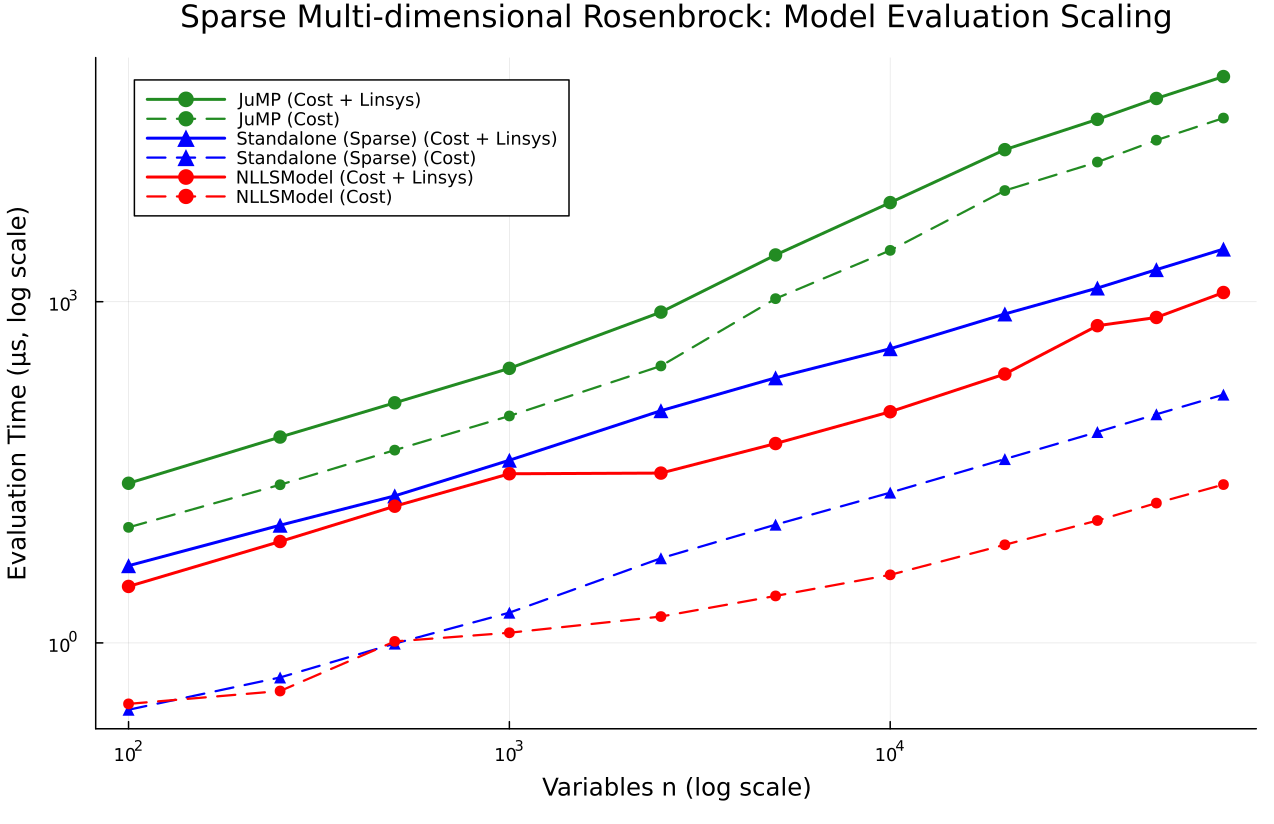 Sparse Multi-dimensional Rosenbrock: Model Evaluation Scaling
JuMP (Cost + Linsys)
JuMP (Cost)
Standalone (Sparse) (Cost + Linsys)
Standalone (Sparse) (Cost)
NLLSModel (Cost + Linsys)
NLLSModel (Cost)
Evaluation Time (μs, log scale)
10³
10⁰
10² 10³ 10⁴
Variables n (log scale)